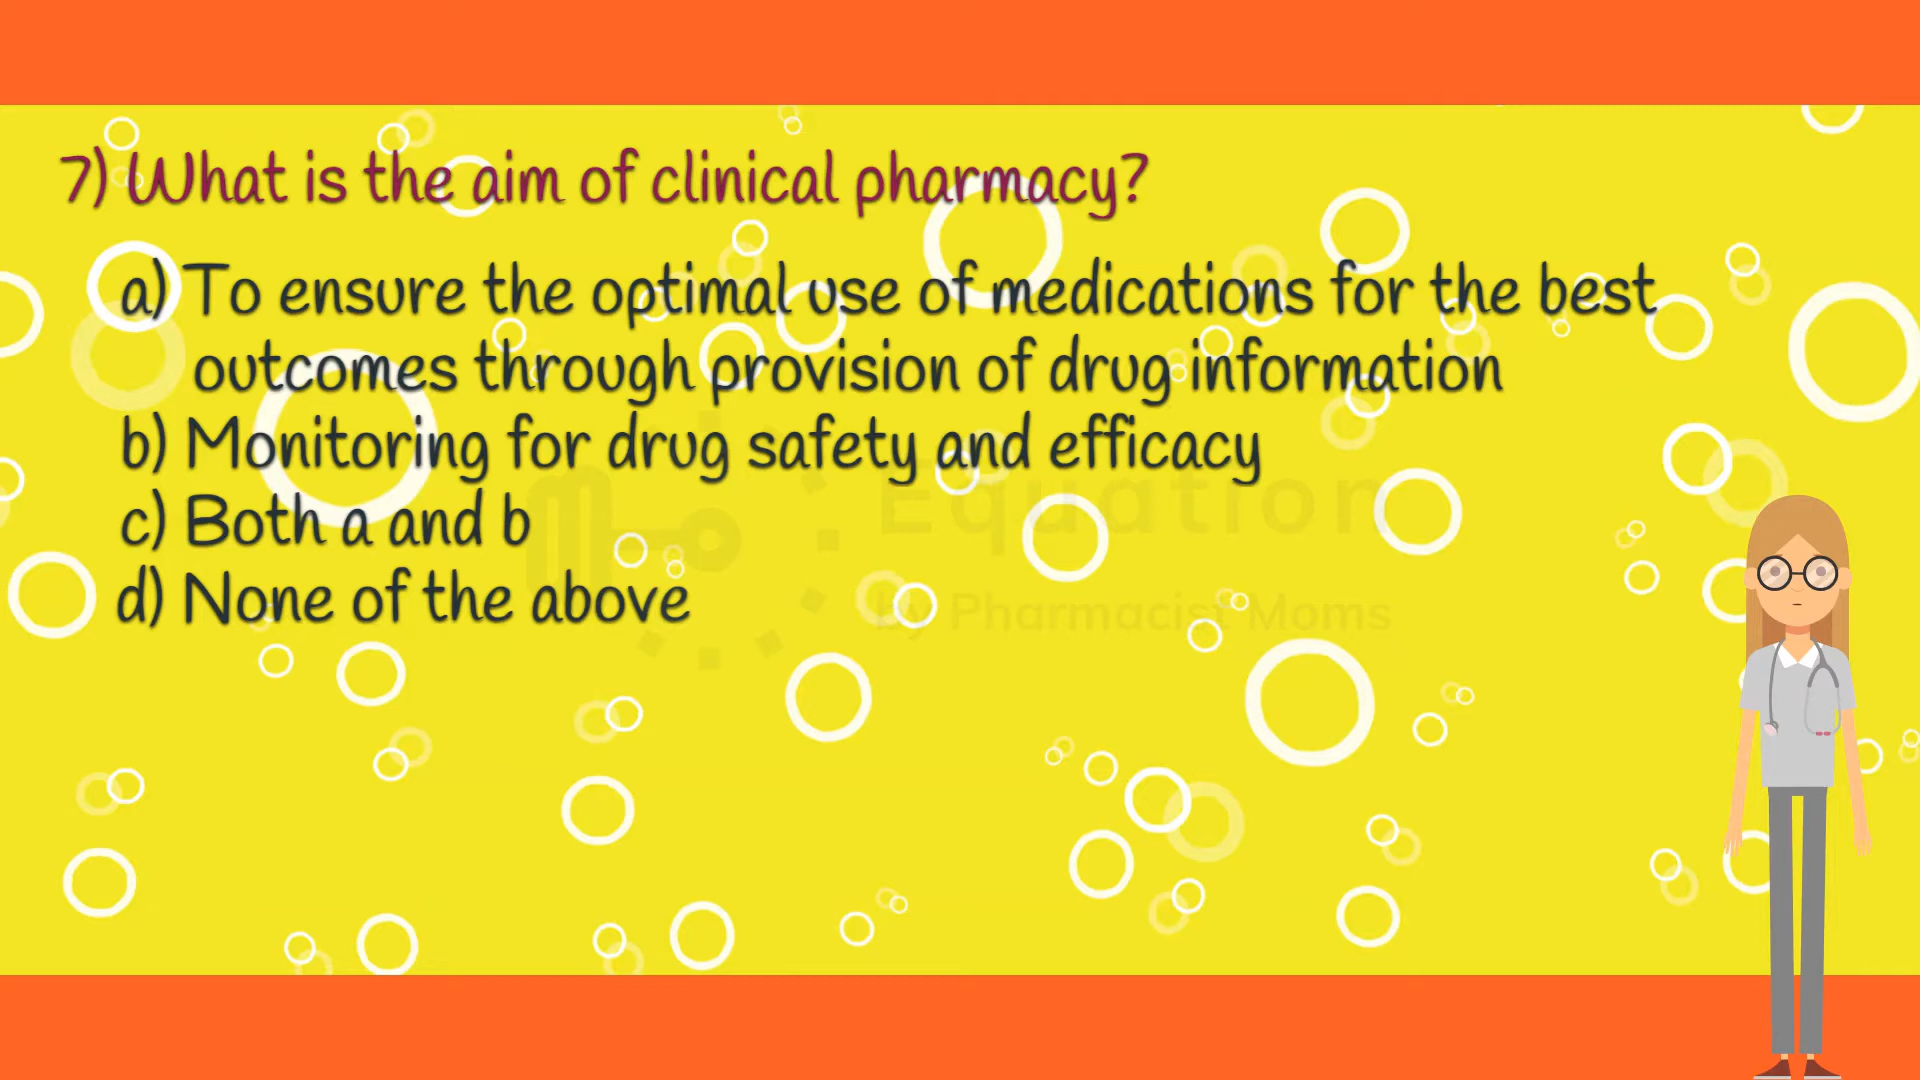 7) What is the aim of clinical pharmacy?
a) To ensure the optimal use of medications for the best
outcomes through provision of drug information
b) Monitoring for drug safety and efficacy
c) Both a and b
d) None of the above
Equation
by Pharmacist Moms